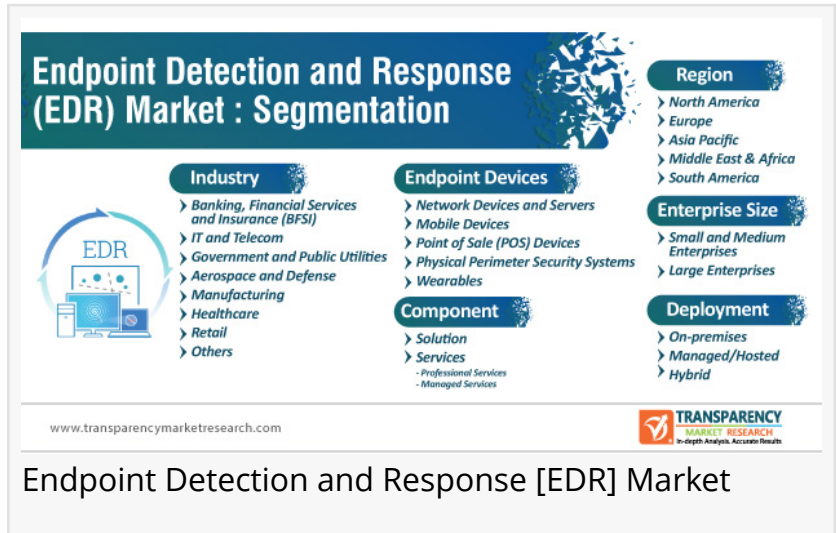 Endpoint Detection and Response
(EDR) Market : Segmentation
EDR
Industry
Banking, Financial Services
and Insurance (BFSI)
IT and Telecom
Government and Public Utilities
Aerospace and Defense
Manufacturing
Healthcare
Retail
Others
Endpoint Devices
Network Devices and Servers
Mobile Devices
Point of Sale (POS) Devices
Physical Perimeter Security Systems
Wearables
Component
Solution
Services
- Professional Services
- Managed Services
Region
North America
Europe
Asia Pacific
Middle East & Africa
South America
Enterprise Size
Small and Medium
Enterprises
Large Enterprises
Deployment
On-premises
Managed/Hosted
Hybrid
www.transparencymarketresearch.com
TRANSPARENCY
MARKET RESEARCH
In-depth Analysis, Accurate Results
Endpoint Detection and Response [EDR] Market